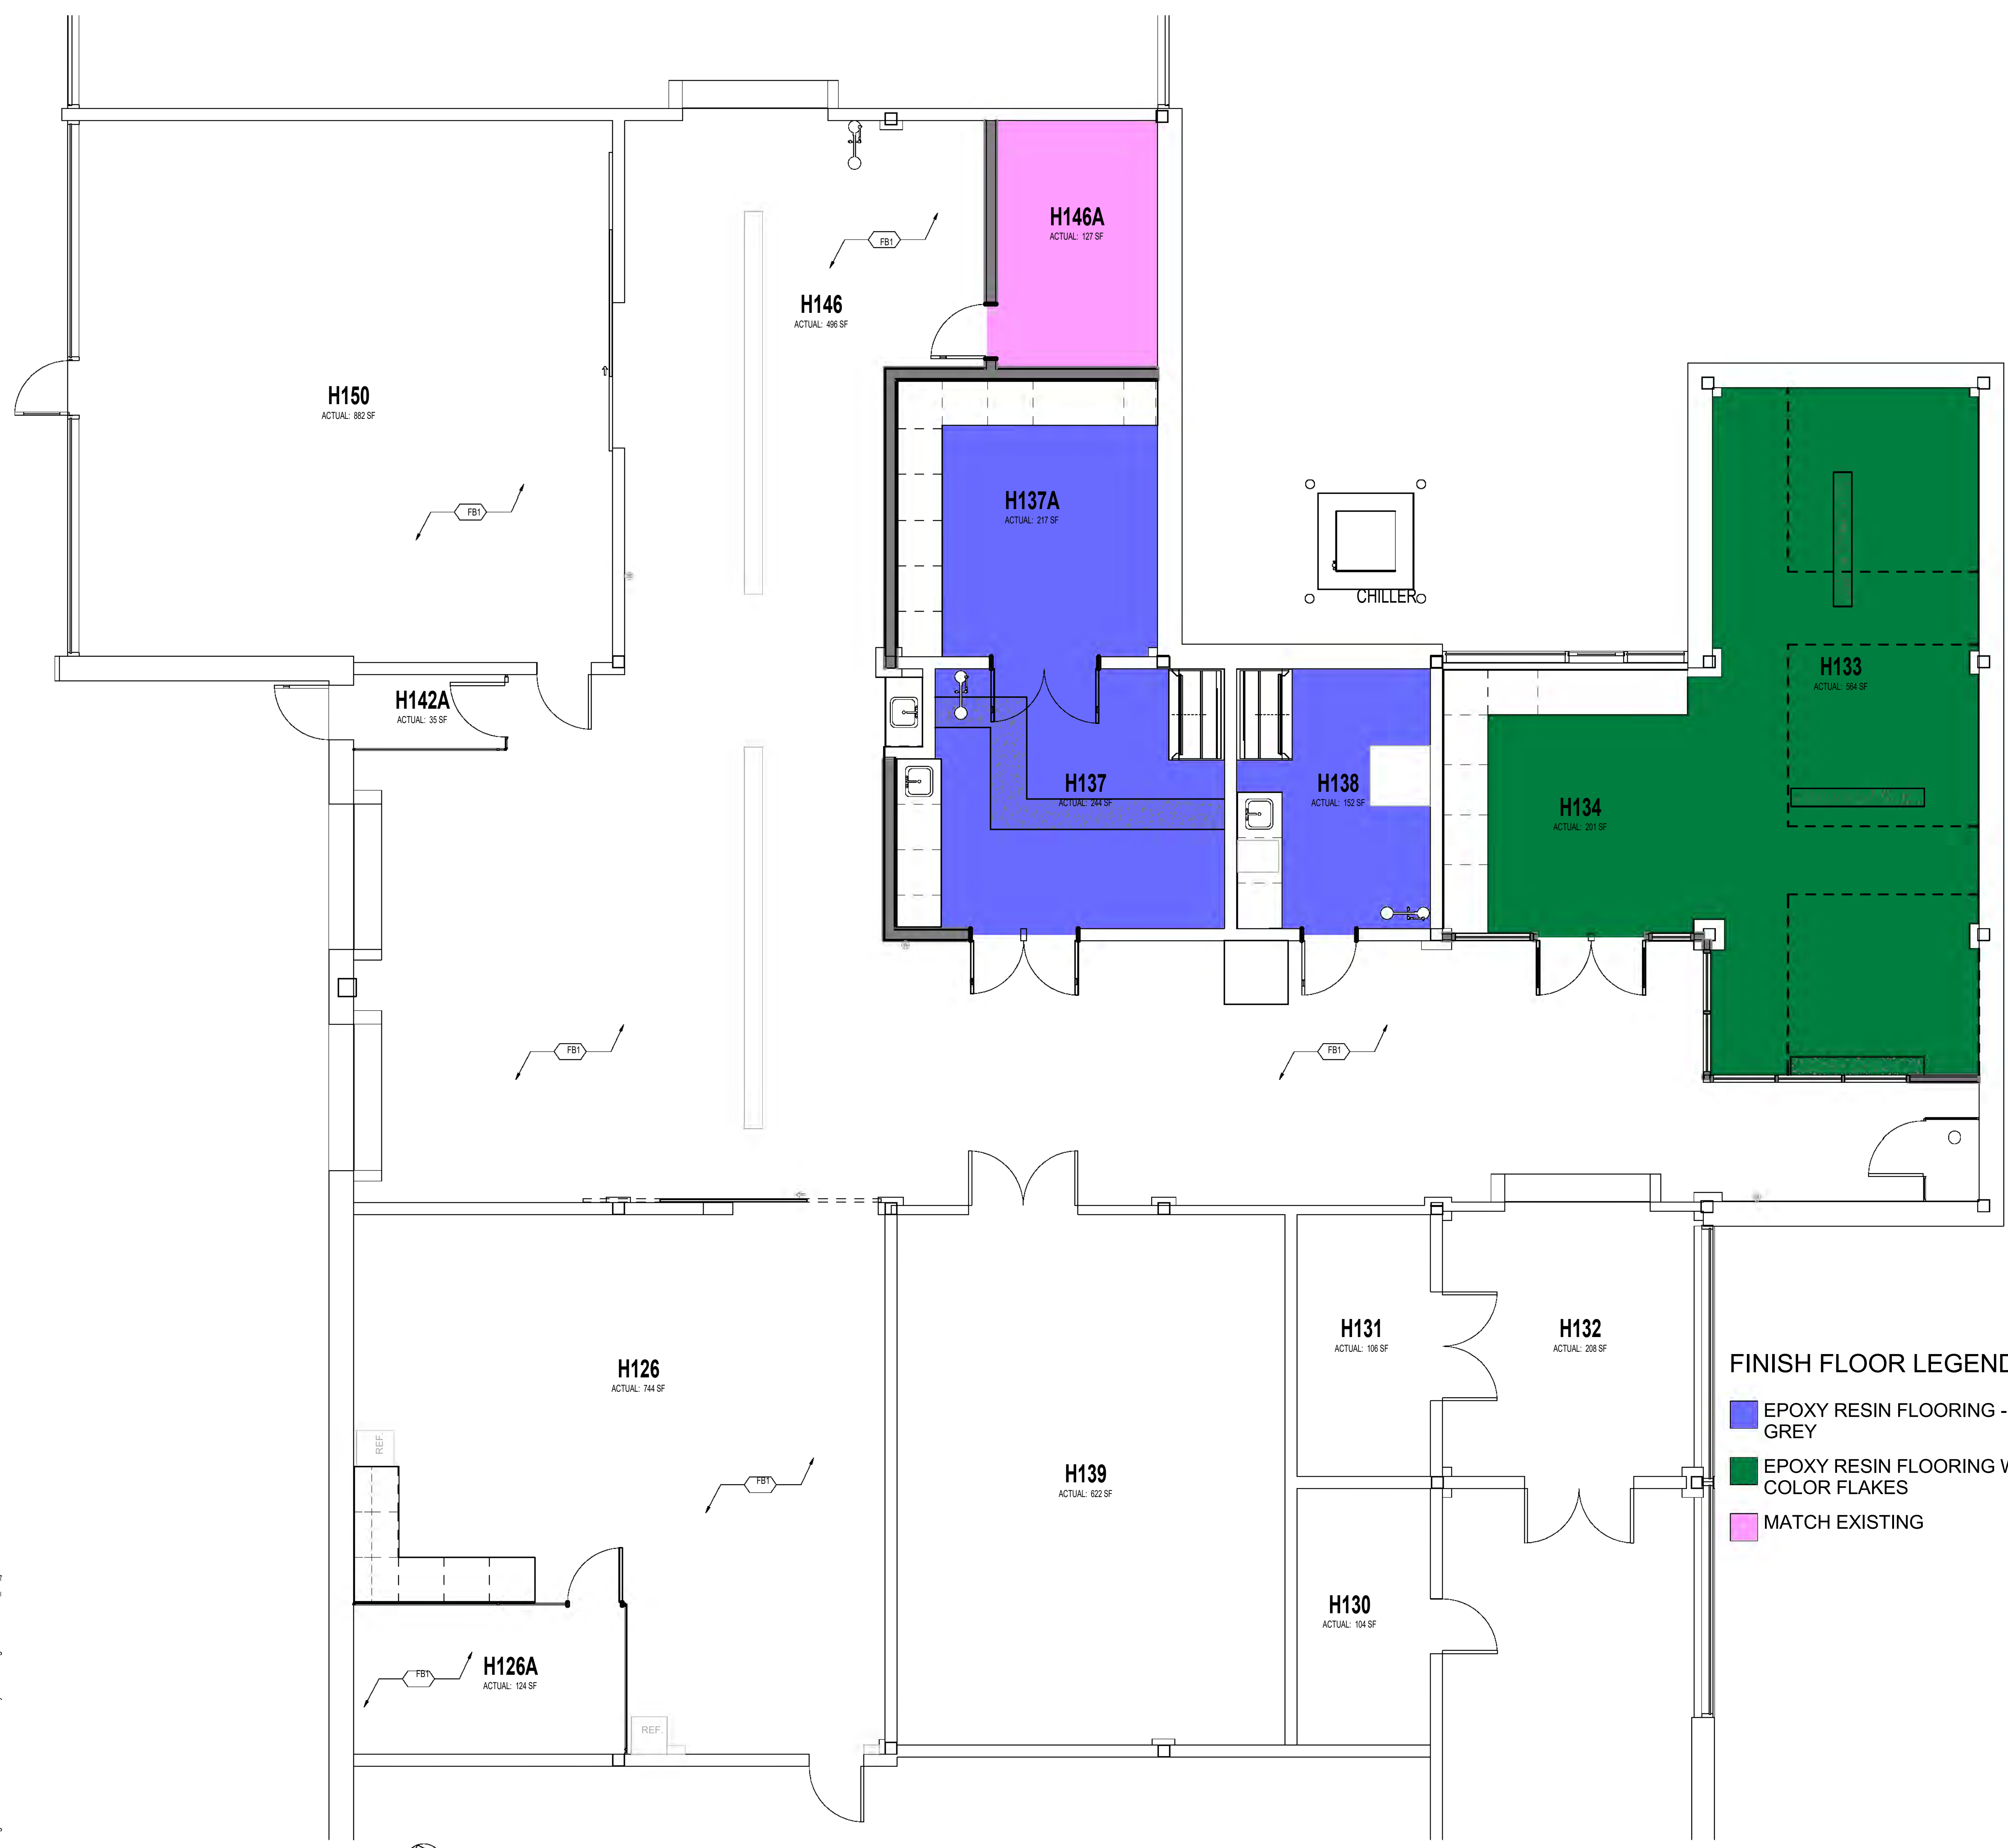 H146A
ACTUAL: 127 SF
FB1
H146
ACTUAL: 496 SF
H150
ACTUAL: 882 SF
FB1
H137A
ACTUAL: 217 SF
CHILLER
H142A
ACTUAL: 35 SF
H133
ACTUAL: 564 SF
H137
ACTUAL: 244 SF
H138
ACTUAL: 152 SF
H134
ACTUAL: 201 SF
FB1
FB1
H126
ACTUAL: 744 SF
H131
ACTUAL: 106 SF
H132
ACTUAL: 208 SF
FINISH FLOOR LEGEND
EPOXY RESIN FLOORING -
GREY
EPOXY RESIN FLOORING W
COLOR FLAKES
MATCH EXISTING
REF.
H139
ACTUAL: 622 SF
FB1
H130
ACTUAL: 104 SF
H126A
ACTUAL: 124 SF
FB1
REF.